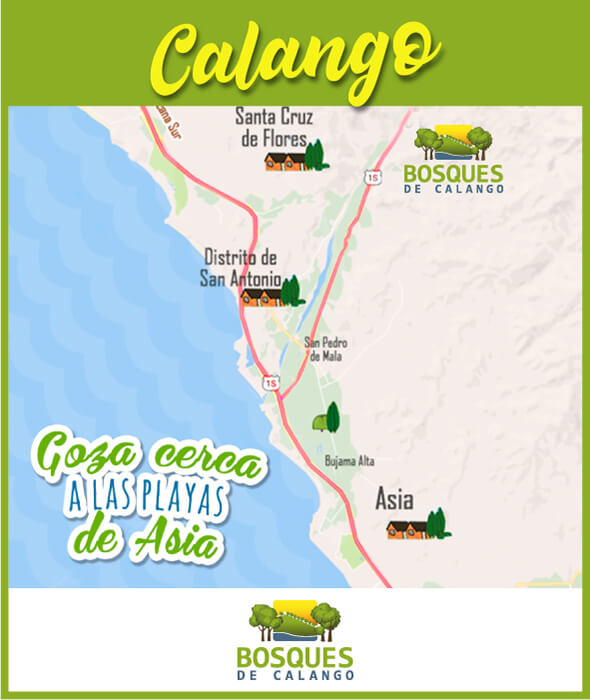 Calango
cana Sur
Santa Cruz
de Flores
BOSQUES
DE CALANGO
1S
Distrito de
San Antonio
San Pedro
de Mala
1S
Goza cerca
A LAS PLAYAS
de Asia
Bujama Alta
Asia
BOSQUES
DE CALANGO